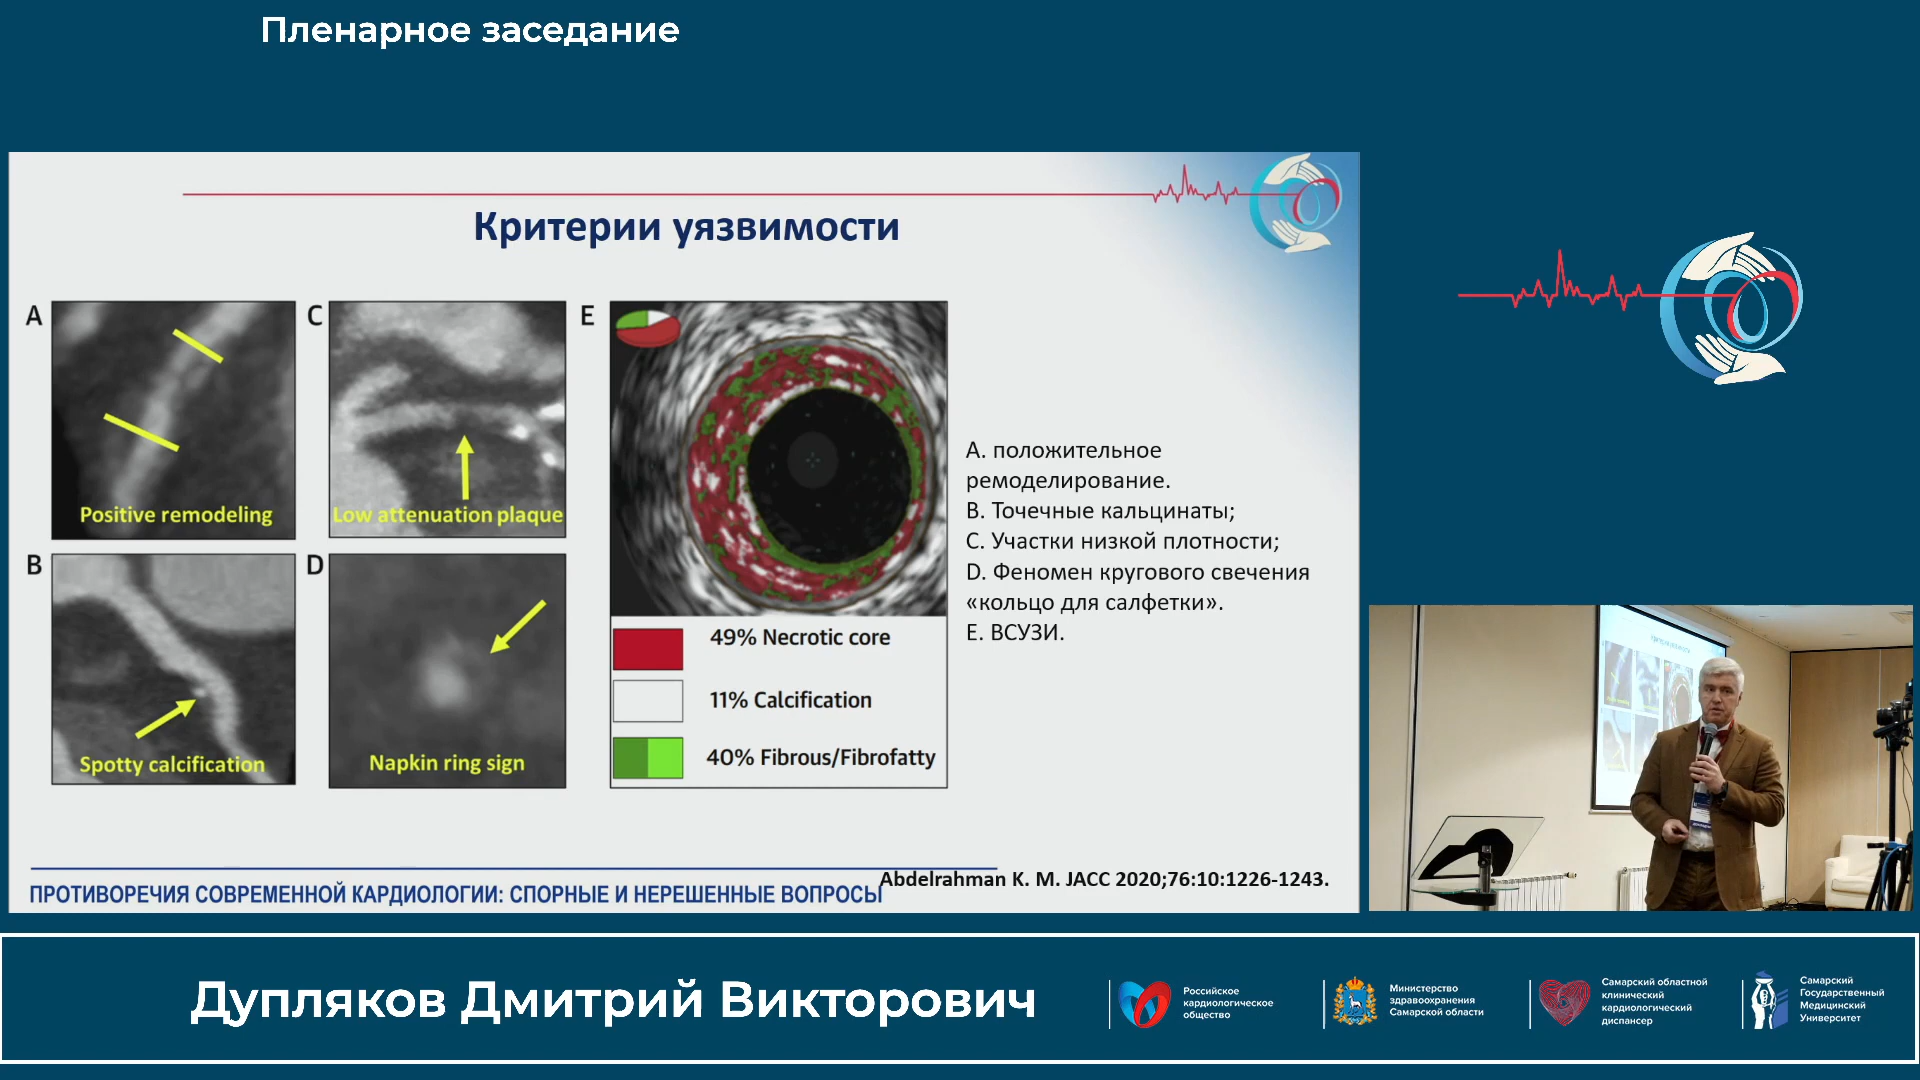 Пленарное заседание
Критерии уязвимости
A
Positive remodeling
C
Low attenuation plaque
E
B
Spotty calcification
D
Napkin ring sign
49% Necrotic core
11% Calcification
40% Fibrous/Fibrofatty
А. положительное
ремоделирование.
В. Точечные кальцинаты;
С. Участки низкой плотности;
D. Феномен кругового свечения
«кольцо для салфетки».
Е. ВСУЗИ.
Abdelrahman K. M. JACC 2020;76:10:1226-1243.
ПРОТИВОРЕЧИЯ СОВРЕМЕННОЙ КАРДИОЛОГИИ: СПОРНЫЕ И НЕРЕШЕННЫЕ ВОПРОСЫ
Дупляков Дмитрий Викторович
Российское
кардиологическое
общество
Министерство
здравоохранения
Самарской области
Самарский областной
клинический
кардиологический
диспансер
Самарский
Государственный
Медицинский
Университет